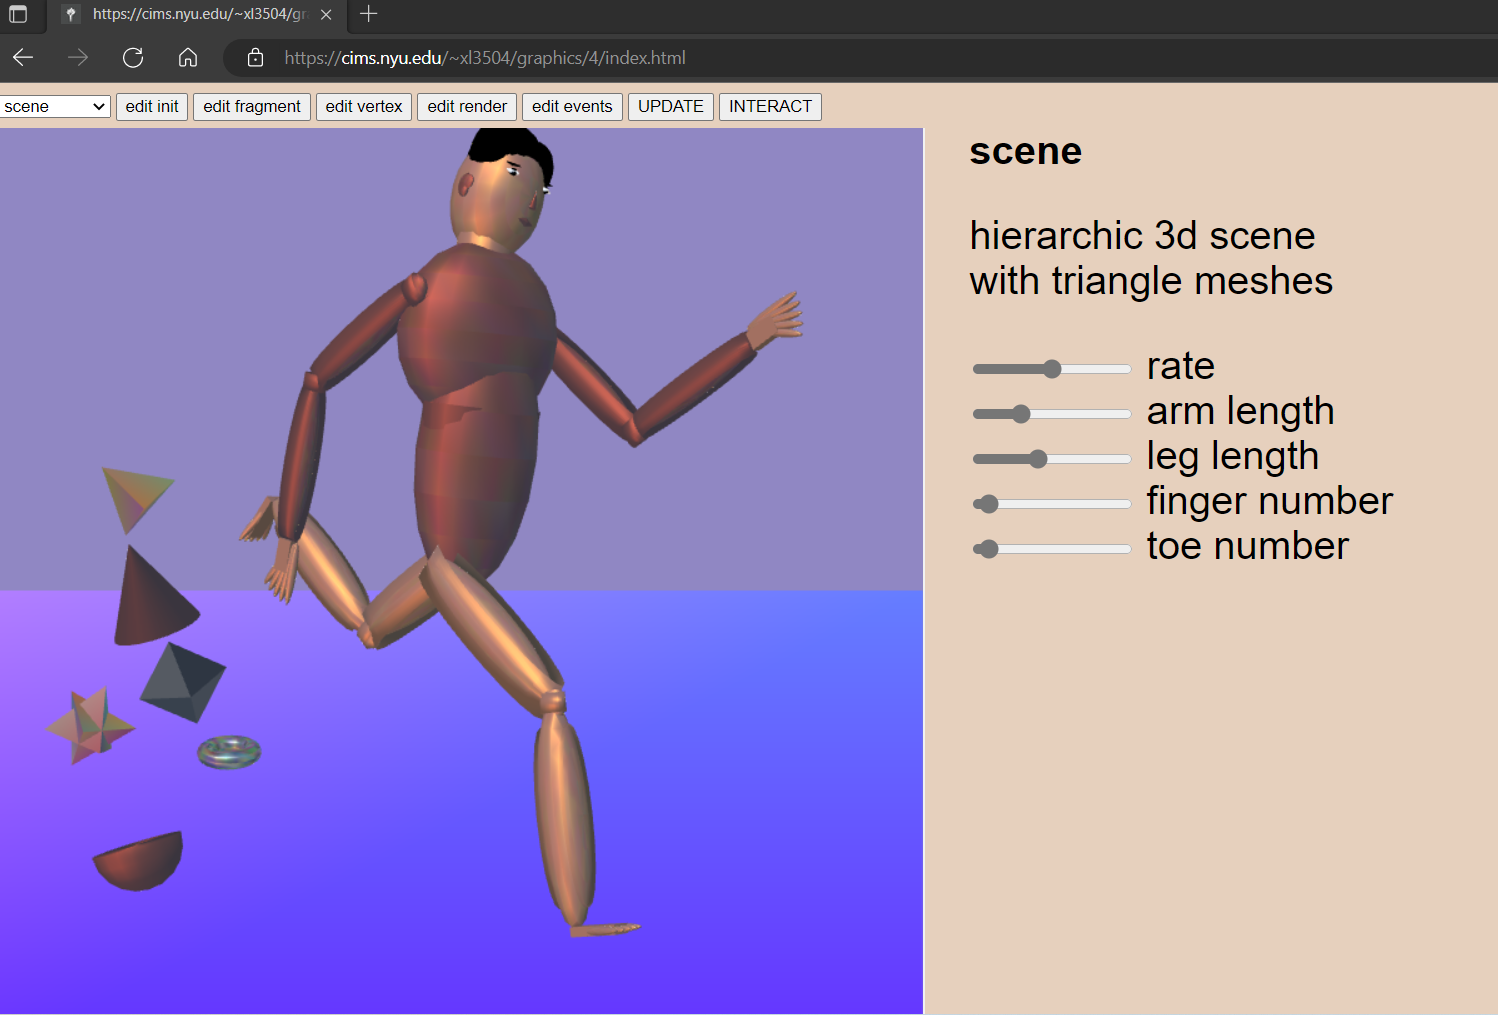 https://cims.nyu.edu/~xl3504/gr
https://cims.nyu.edu/~xl3504/graphics/4/index.html
scene edit init edit fragment edit vertex edit render edit events UPDATE INTERACT
scene
hierarchic 3d scene
with triangle meshes
rate
arm length
leg length
finger number
toe number